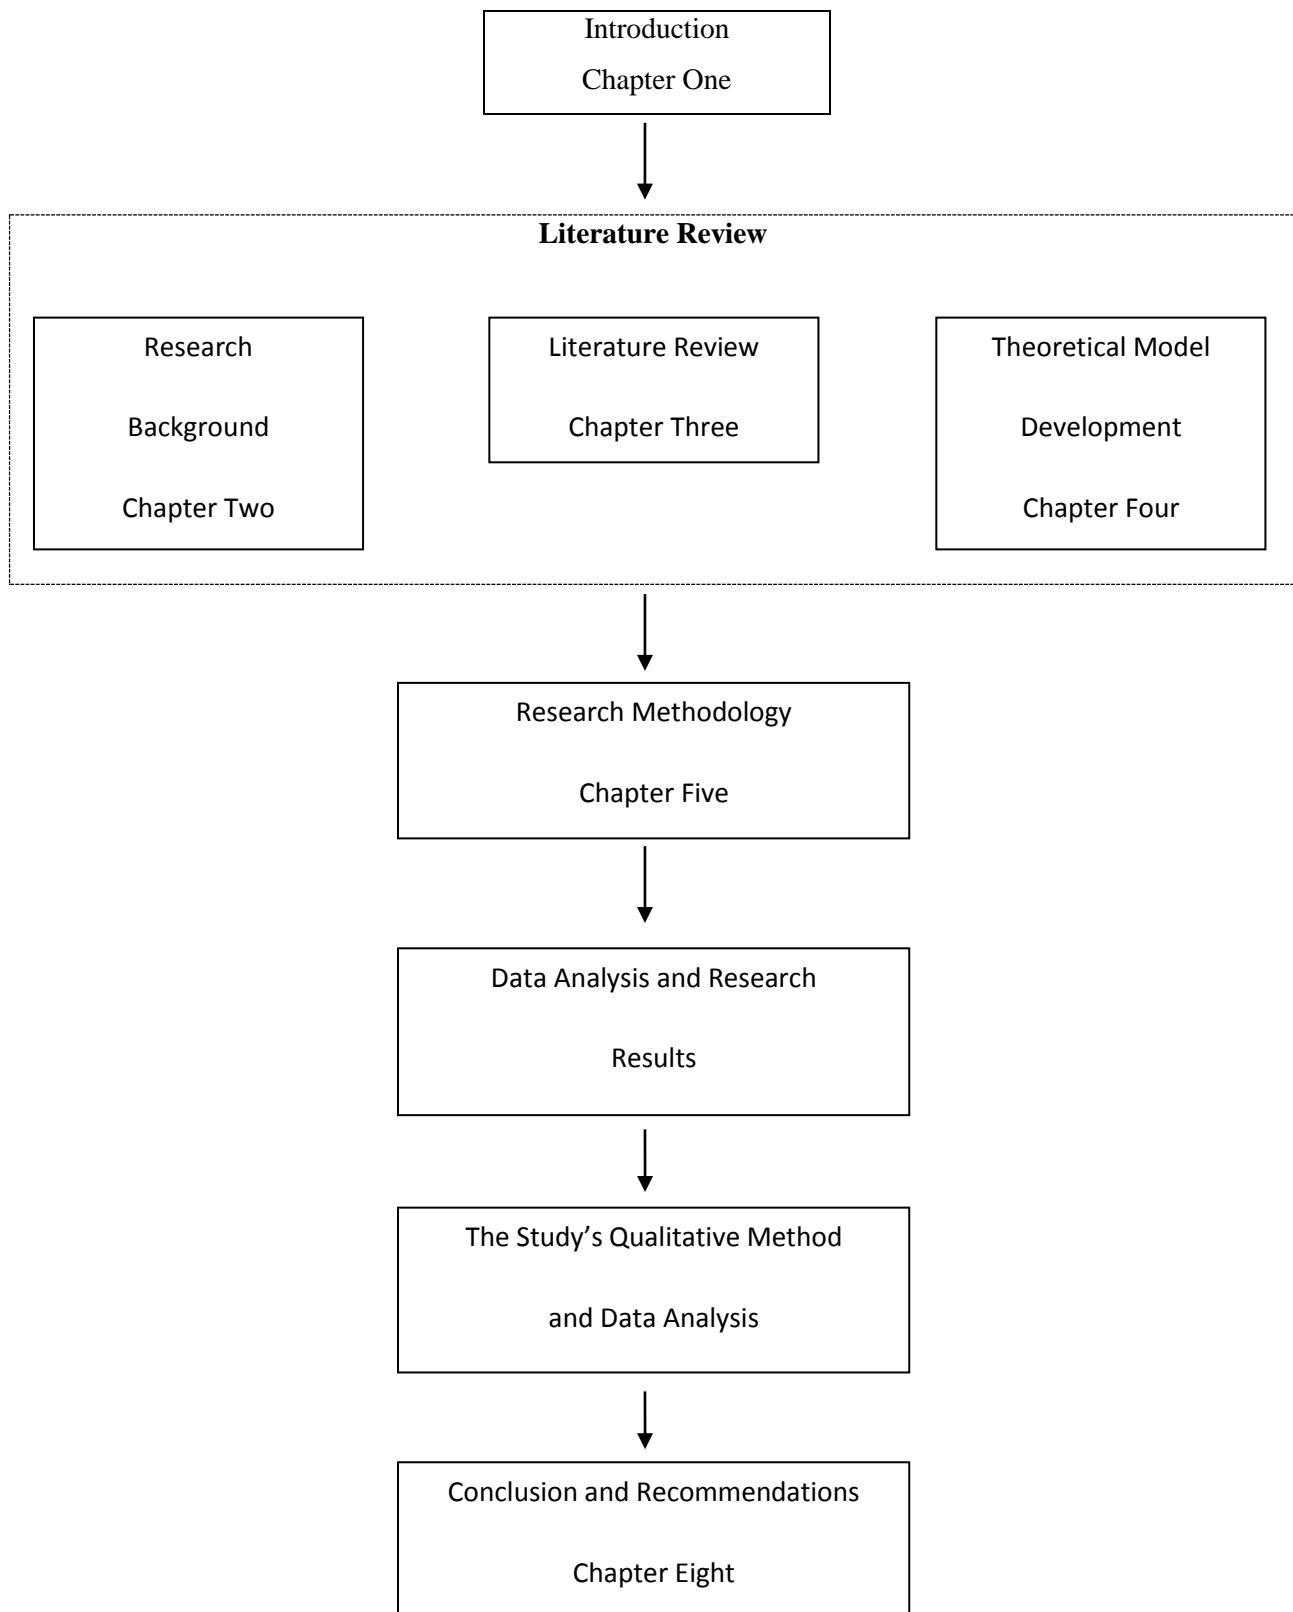 Introduction
Chapter One
Literature Review
Research
Background
Chapter Two
Literature Review
Chapter Three
Theoretical Model
Development
Chapter Four
Research Methodology
Chapter Five
Data Analysis and Research
Results
The Study’s Qualitative Method
and Data Analysis
Conclusion and Recommendations
Chapter Eight